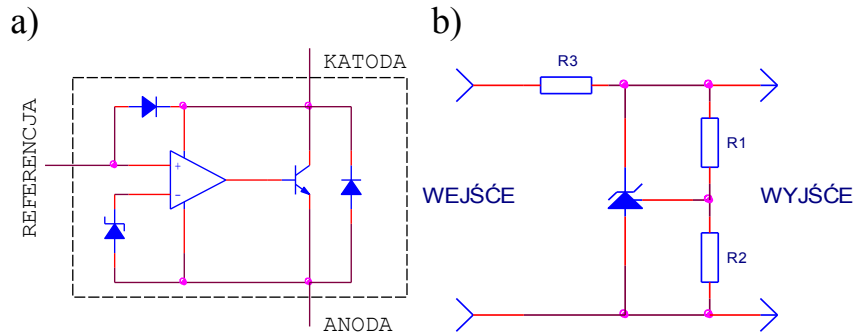 a)
KATODA
REFERENCJA
+
−
ANODA
b)
R3
R1
WEJŚĆE
WYJŚĆE
R2